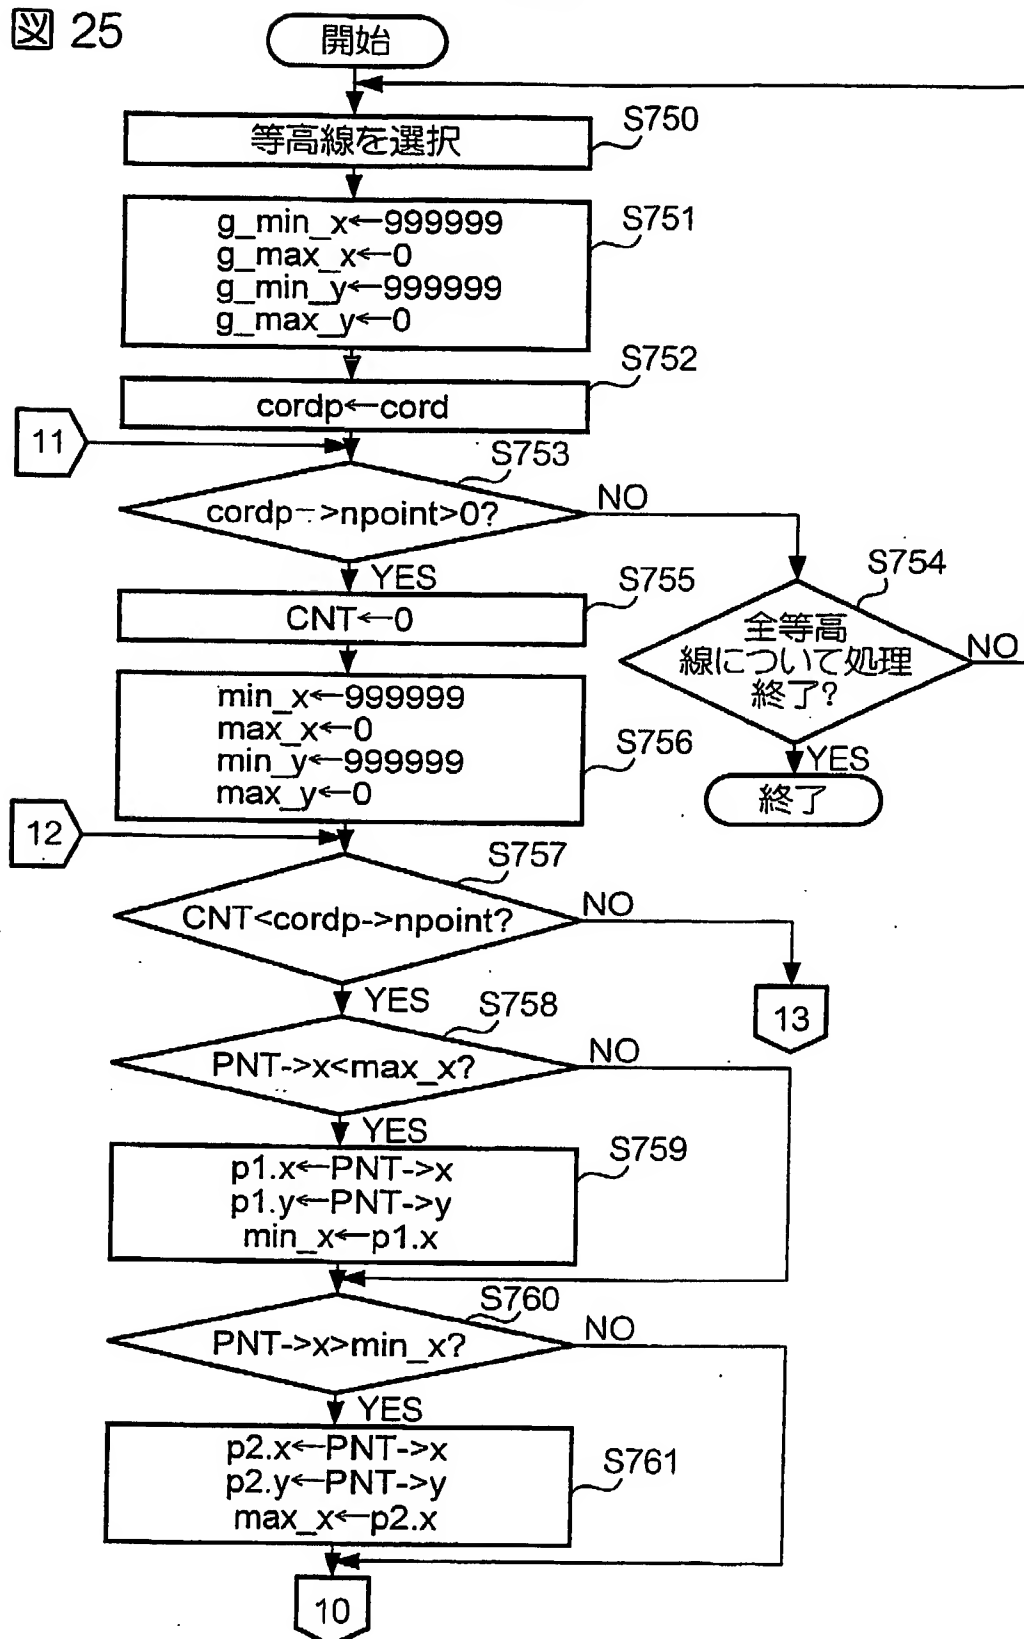 図 25
開始
等高線を選択
S750
g_min_x←999999
g_max_x←0
g_min_y←999999
g_max_y←0
S751
cordp←cord
S752
11
cordp->npoint>0?
S753
NO
YES
全等高
線について処理
終了?
S754
NO
YES
終了
CNT←0
S755
min_x←999999
max_x←0
min_y←999999
max_y←0
S756
12
CNT<cordp->npoint?
S757
NO
13
YES
PNT->x<max_x?
S758
NO
YES
p1.x←PNT->x
p1.y←PNT->y
min_x←p1.x
S759
PNT->x>min_x?
S760
NO
YES
p2.x←PNT->x
p2.y←PNT->y
max_x←p2.x
S761
10